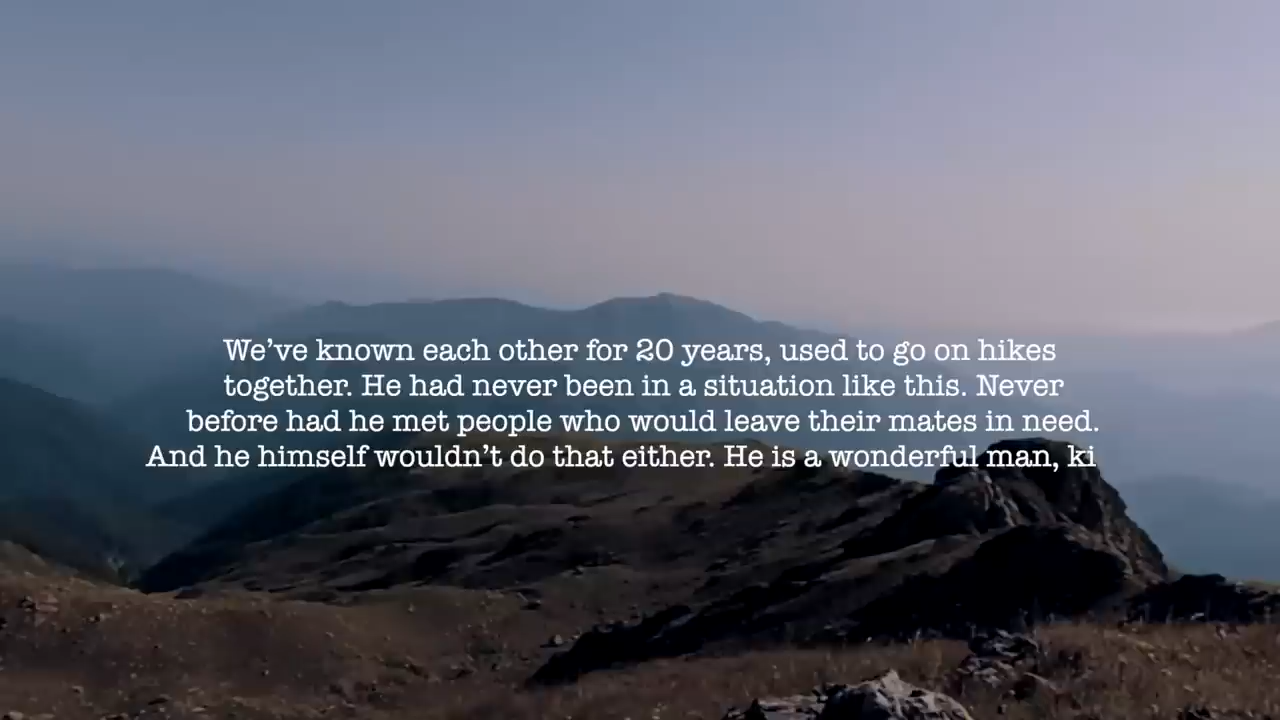 We’ve known each other for 20 years, used to go on hikes
together. He had never been in a situation like this. Never
before had he met people who would leave their mates in need.
And he himself wouldn’t do that either. He is a wonderful man, ki